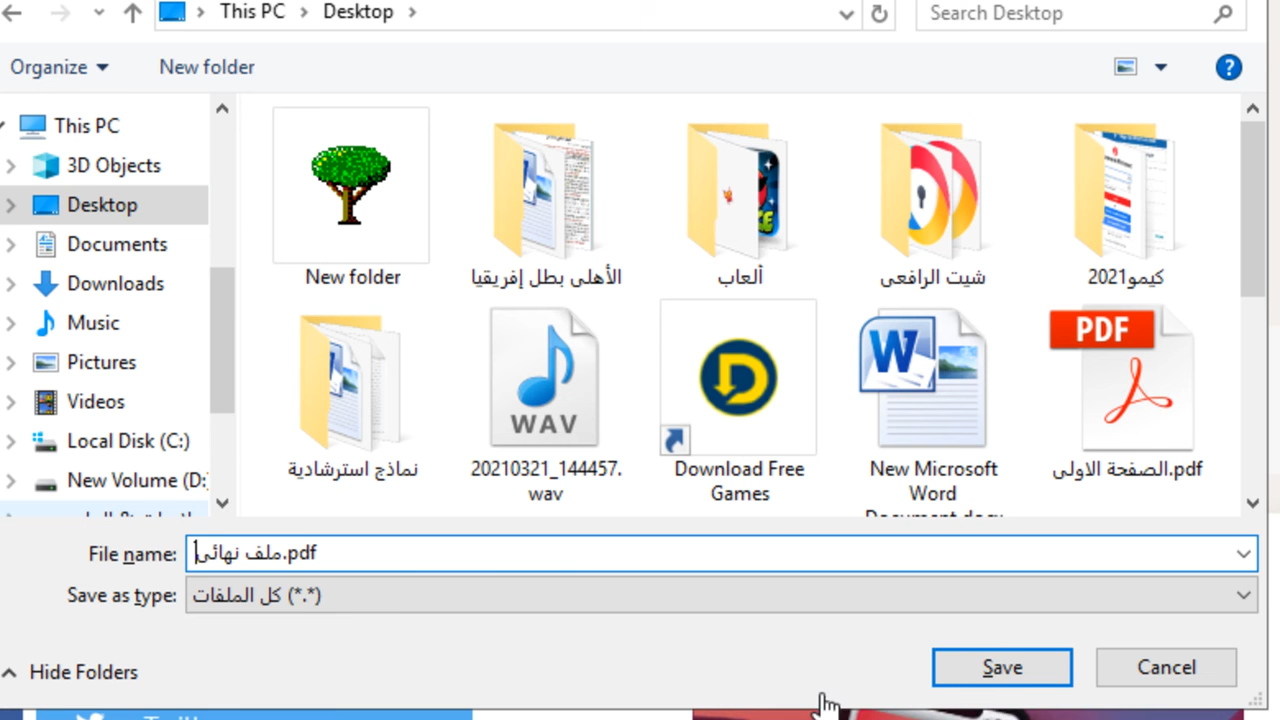 This PC > Desktop >
Search Desktop
Organize
New folder
This PC
3D Objects
Desktop
Documents
Downloads
Music
Pictures
Videos
Local Disk (C:)
New Volume (D:
New folder
الأهلى بطل إفريقيا
ألعاب
شيت الرافعى
كيمو2021
نماذج استرشادية
WAV
20210321_144457.
wav
Download Free
Games
W
New Microsoft
Word
Document.docx
PDF
الصفحة الاولى.pdf
File name:
ملف نهائى.pdf
Save as type:
كل الملفات (*.*)
Hide Folders
Save
Cancel